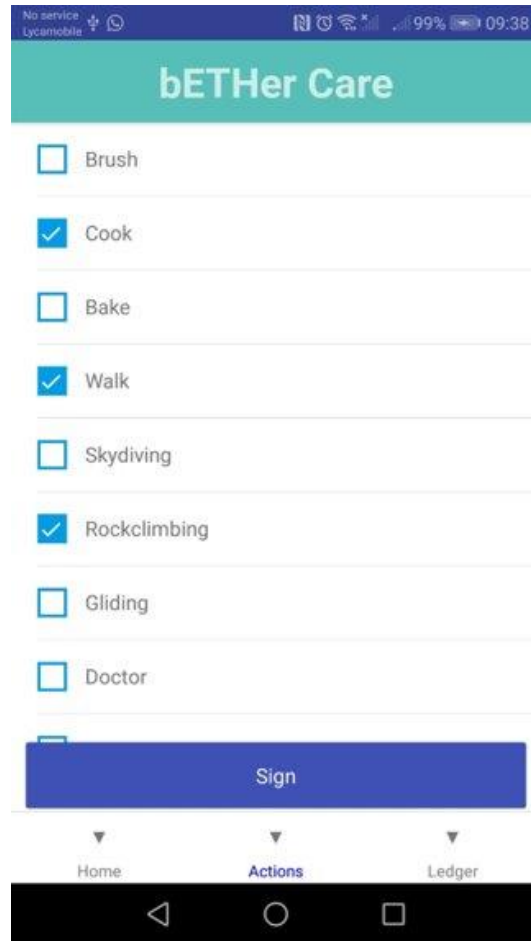 No service
Lycamobile
99% 09:38
bETHer Care
Brush
Cook
Bake
Walk
Skydiving
Rockclimbing
Gliding
Doctor
Sign
Home Actions Ledger